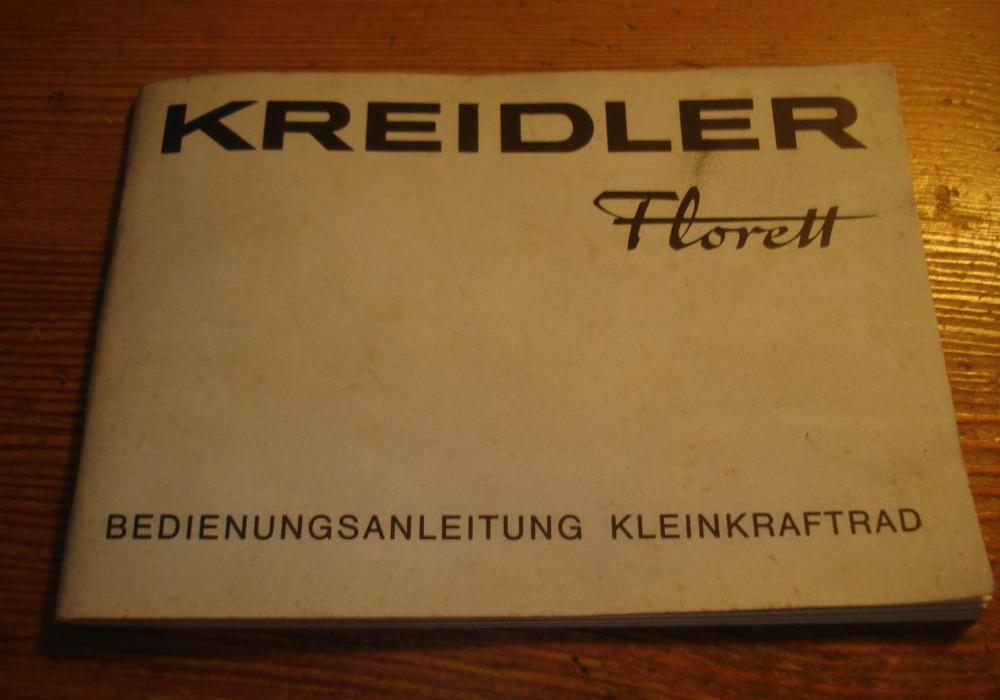 KREIDLER
Florett
BEDIENUNGSANLEITUNG KLEINKRAFTRAD